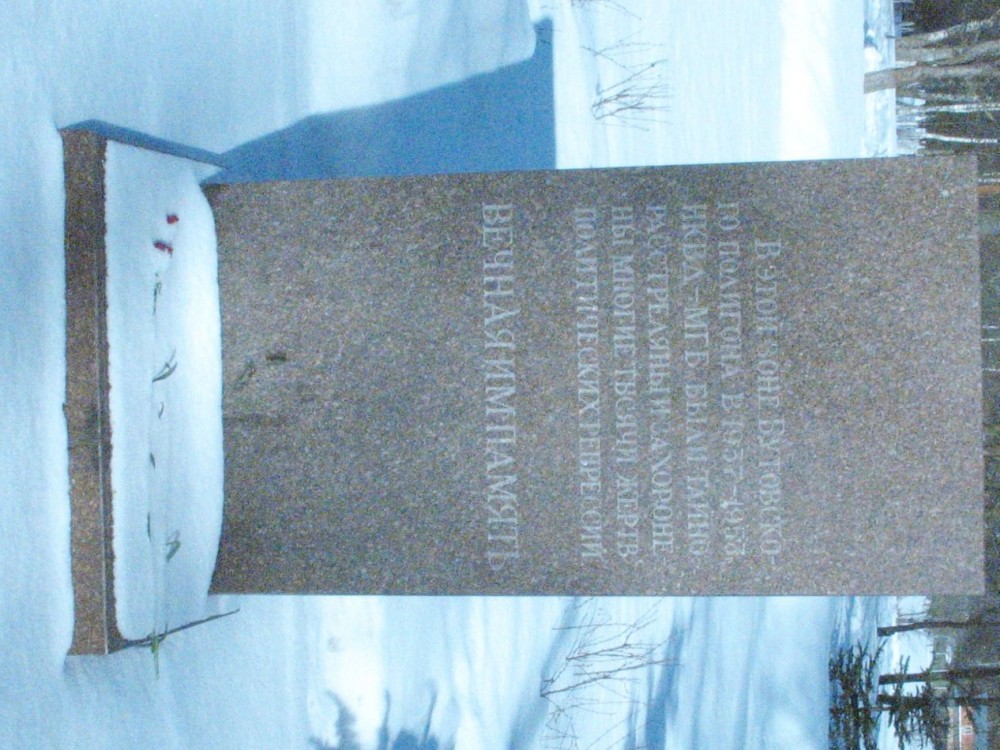 В ЭТОЙ ЗОНЕ БУТОВСКО-
ГО ПОЛИГОНА В 1937–1938
НКВД–МГБ БЫЛИ ТАЙНО
РАССТРЕЛЯНЫ И ЗАХОРОНЕ
НЫ МНОГИЕ ТЫСЯЧИ ЖЕРТВ
ПОЛИТИЧЕСКИХ РЕПРЕССИЙ
ВЕЧНАЯ ИМ ПАМЯТЬ